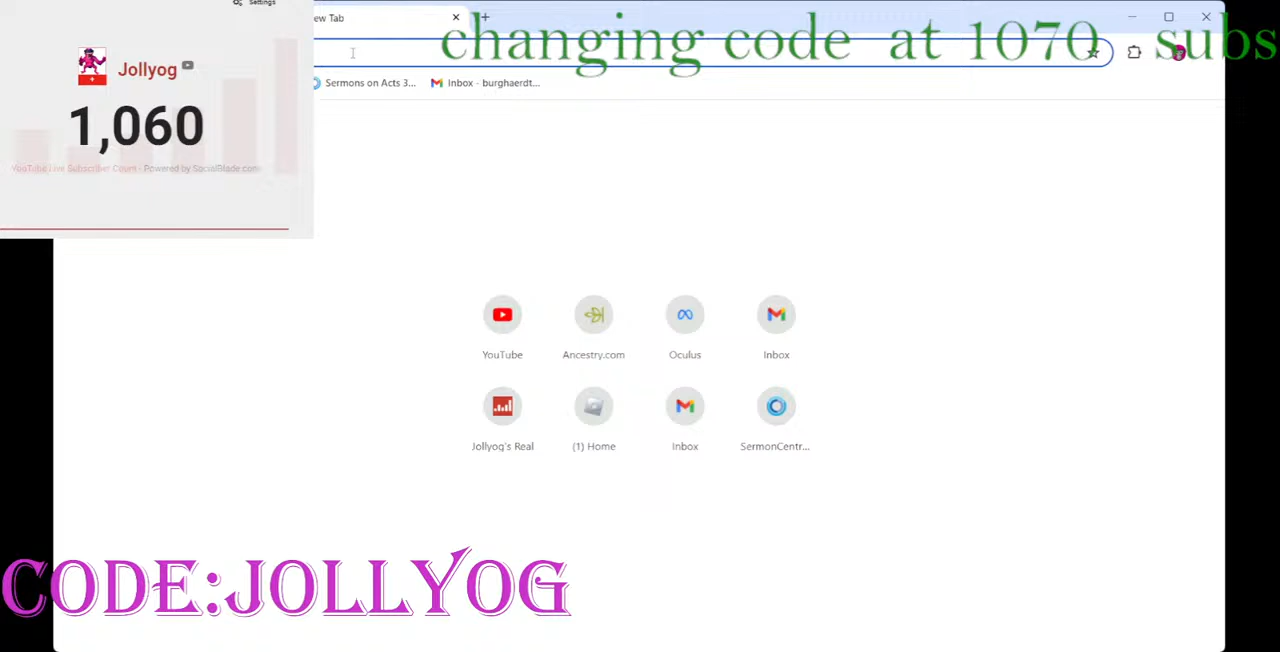 Settings
ew Tab
changing code at 1070 subs
Jollyog
Sermons on Acts 3...
Inbox - burghaerdt...
1,060
YouTube Live Subscriber Count - Powered by SocialBlade.com
YouTube
Ancestry.com
Oculus
Inbox
Jollyog's Real
(1) Home
Inbox
SermonCentr...
CODE:JOLLYOG